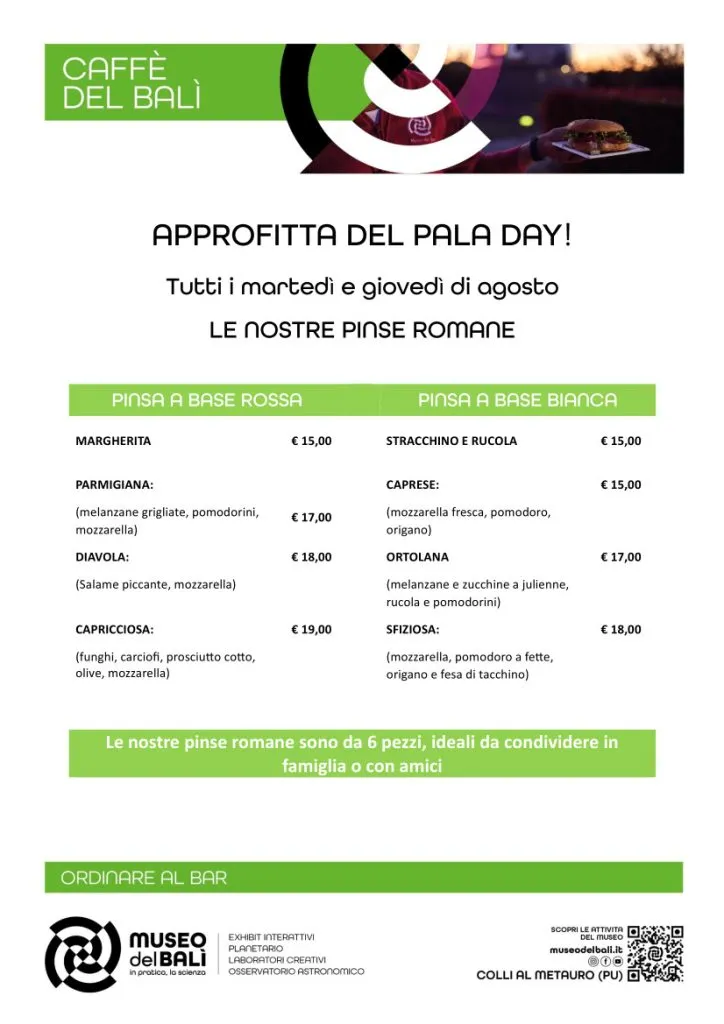 CAFFÈ
DEL BALÌ
APPROFITTA DEL PALA DAY!
Tutti i martedì e giovedì di agosto
LE NOSTRE PINSE ROMANE
PINSA A BASE ROSSA
MARGHERITA € 15,00
PARMIGIANA:
(melanzane grigliate, pomodorini, € 17,00
mozzarella)
DIAVOLA: € 18,00
(Salame piccante, mozzarella)
CAPRICCIOSA: € 19,00
(funghi, carciofi, prosciutto cotto,
olive, mozzarella)
PINSA A BASE BIANCA
STRACCHINO E RUCOLA € 15,00
CAPRESE: € 15,00
(mozzarella fresca, pomodoro,
origano)
ORTOLANA € 17,00
(melanzane e zucchine a julienne,
rucola e pomodorini)
SFIZIOSA: € 18,00
(mozzarella, pomodoro a fette,
origano e fesa di tacchino)
Le nostre pinse romane sono da 6 pezzi, ideali da condividere in
famiglia o con amici
ORDINARE AL BAR
MUSEO
delBALÌ
in pratica, la scienza
EXHIBIT INTERATTIVI
PLANETARIO
LABORATORI CREATIVI
OSSERVATORIO ASTRONOMICO
SCOPRI LE ATTIVITA
DEL MUSEO
museodelbali.it
COLLI AL METAURO (PU)